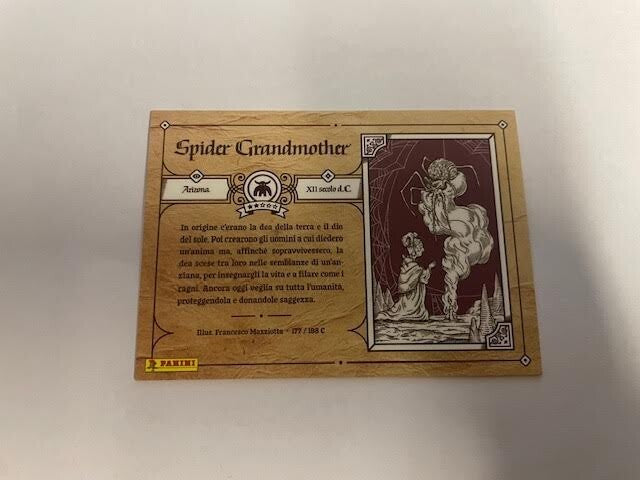 Spider Grandmother
Arizona
XII secolo d.C.
In origine c'erano la dea della terra e il dio
del sole. Poi crearono gli uomini a cui diedero
un'anima ma, affinché sopravvivessero, la
dea scese tra loro nelle sembianze di un'an-
ziana, per insegnargli la vita e a filare come i
ragni. Ancora oggi veglia su tutta l'umanità,
proteggendola e donandole saggezza.
Illus. Francesco Mazziotta • 177 / 188 C
PANINI